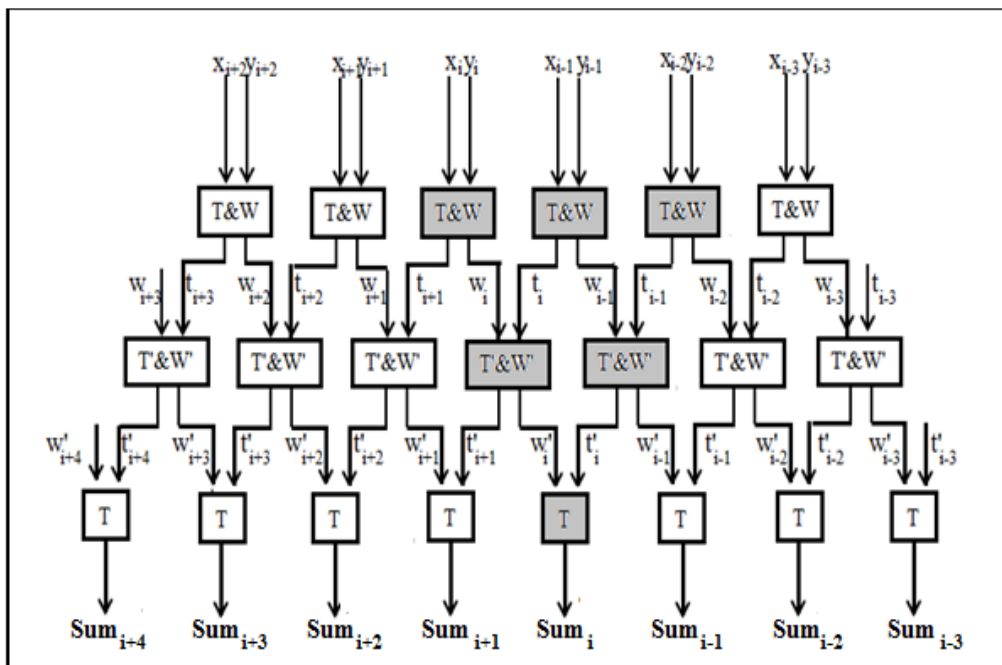 x_{i+2}y_{i+2} x_{i+1}y_{i+1} x_iy_i x_{i-1} y_{i-1} x_{i-2}y_{i-2} x_{i-3} y_{i-3}
T&W T&W T&W T&W T&W T&W
w_{i+3} t_{i+3} w_{i+2} t_{i+2} w_{i+1} t_{i+1} w_i t_i w_{i-1} t_{i-1} w_{i-2} t_{i-2} w_{i-3} t_{i-3}
T'&W' T'&W' T'&W' T'&W' T'&W' T'&W' T'&W'
w'_{i+4} t'_{i+4} w'_{i+3} t'_{i+3} w'_{i+2} t'_{i+2} w'_{i+1} t'_{i+1} w'_i t'_i w'_{i-1} t'_{i-1} w'_{i-2} t'_{i-2} w'_{i-3} t'_{i-3}
T T T T T T T T
Sum_{i+4} Sum_{i+3} Sum_{i+2} Sum_{i+1} Sum_i Sum_{i-1} Sum_{i-2} Sum_{i-3}